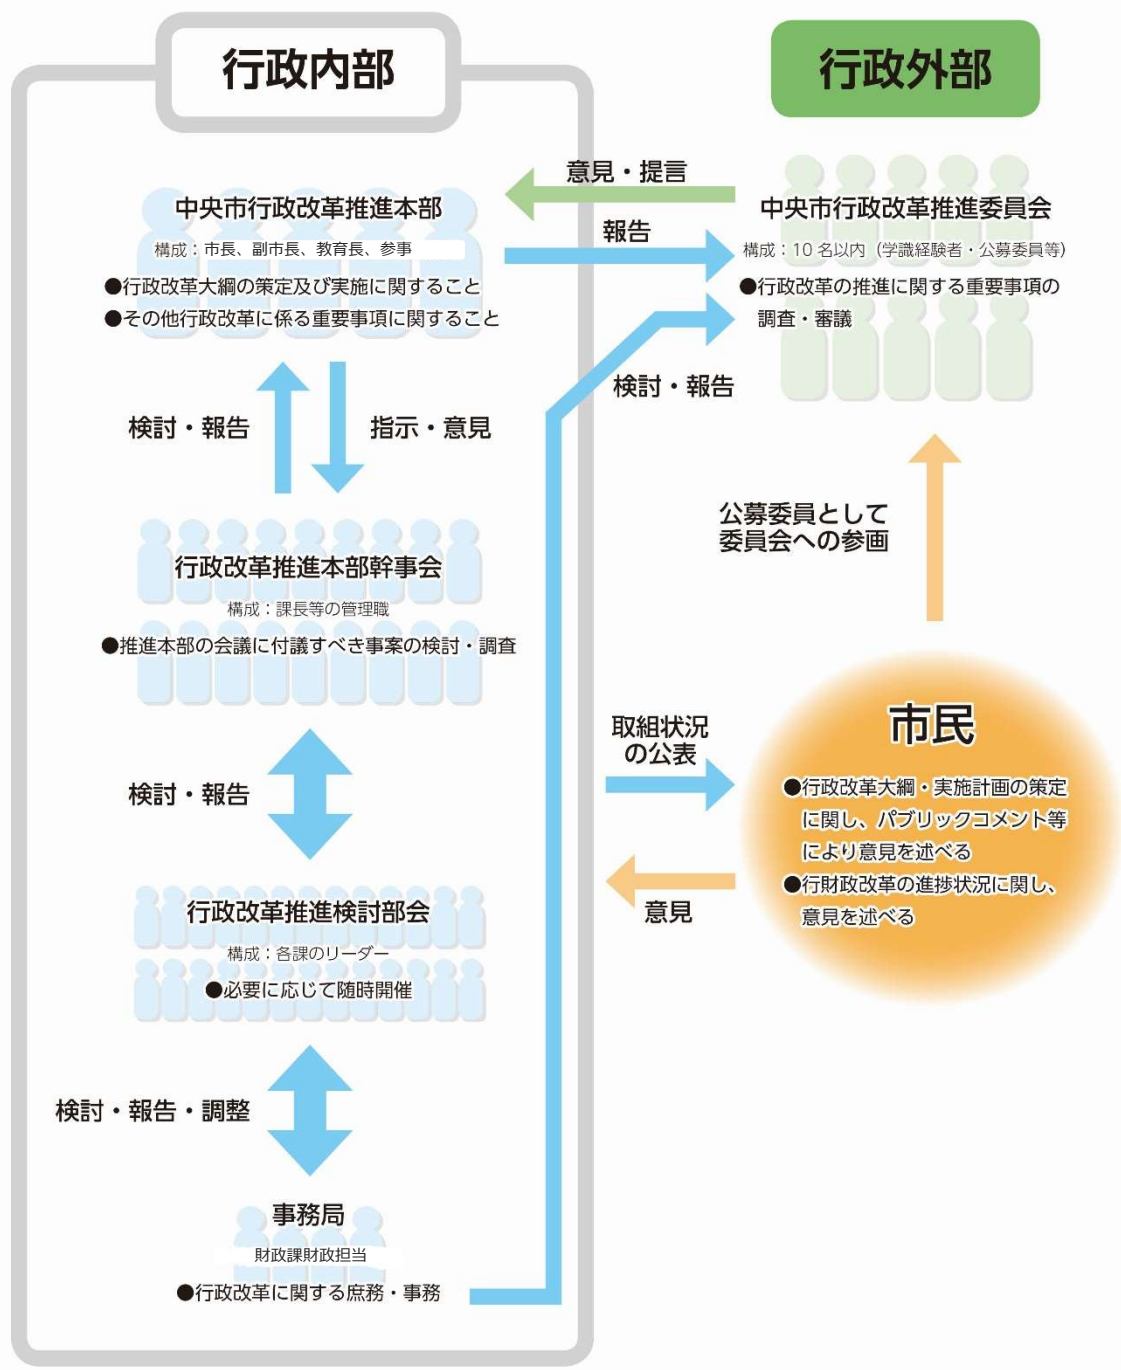 行政内部
中央市行政改革推進本部
構成：市長、副市長、教育長、参事
●行政改革大綱の策定及び実施に関すること
●その他行政改革に係る重要事項に関すること
検討・報告
指示・意見
行政改革推進本部幹事会
構成：課長等の管理職
●推進本部の会議に付議すべき事案の検討・調査
検討・報告
行政改革推進検討部会
構成：各課のリーダー
●必要に応じて随時開催
検討・報告・調整
事務局
財政課財政担当
●行政改革に関する庶務・事務
意見・提言
報告
検討・報告
取組状況
の公表
意見
行政外部
中央市行政改革推進委員会
構成：10 名以内（学識経験者・公募委員等）
●行政改革の推進に関する重要事項の
調査・審議
公募委員として
委員会への参画
市民
●行政改革大綱・実施計画の策定
に関し、パブリックコメント等
により意見を述べる
●行財政改革の進捗状況に関し、
意見を述べる